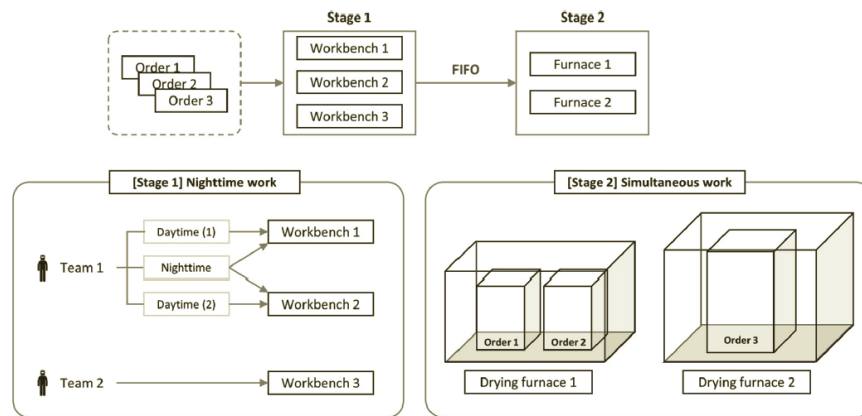 Stage 1
Stage 2
Order 1
Order 2
Order 3
Workbench 1
Workbench 2
Workbench 3
FIFO
Furnace 1
Furnace 2
[Stage 1] Nighttime work
Team 1
Daytime (1)
Nighttime
Daytime (2)
Workbench 1
Workbench 2
Team 2
Workbench 3
[Stage 2] Simultaneous work
Order 1
Order 2
Drying furnace 1
Order 3
Drying furnace 2